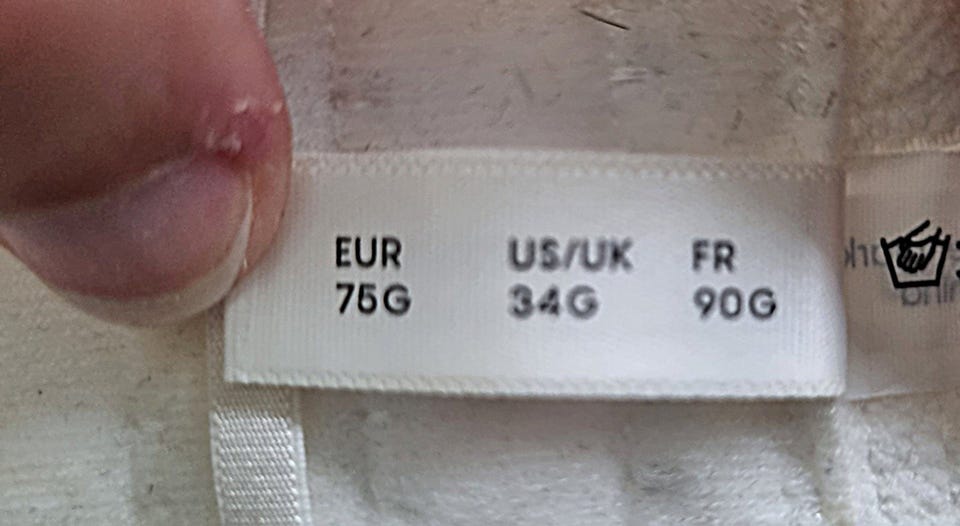 EUR US/UK FR
75G 34G 90G